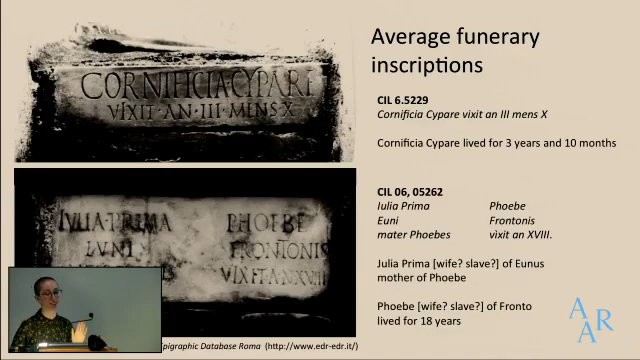 CORNIFICIA CYPARE
VIXIT · AN · III · MENS X
IVLIA · PRIMA
PHOEBE
FRONTONIS
VIXIT AN XVIII
Average funerary
inscriptions
CIL 6.5229
Cornificia Cypare vixit an III mens X
Cornificia Cypare lived for 3 years and 10 months
CIL 06, 05262
Iulia Prima Phoebe
Euni Frontonis
mater Phoebes vixit an XVIII.
Julia Prima [wife? slave?] of Eunus
mother of Phoebe
Phoebe [wife? slave?] of Fronto
lived for 18 years
Database Roma (http://www.edr-edr.it/)
AAR